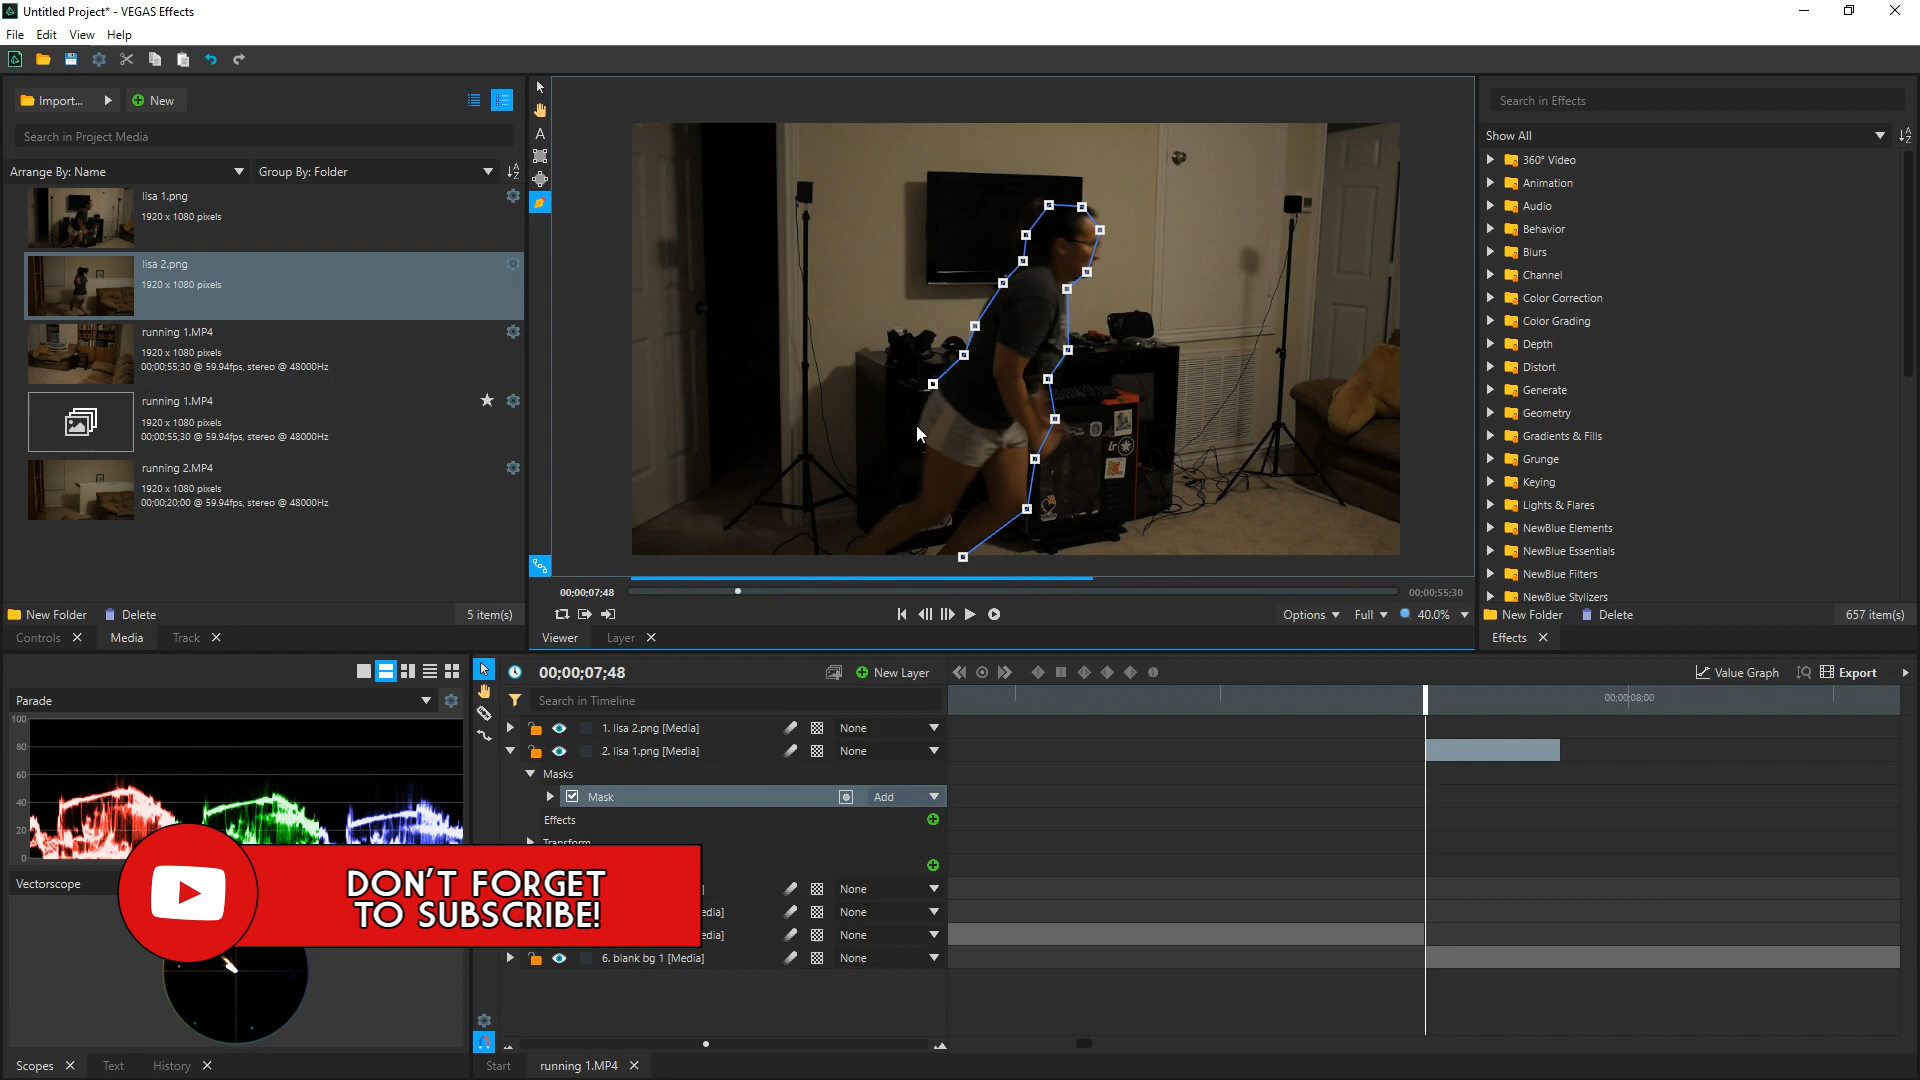 Untitled Project* - VEGAS Effects
File Edit View Help
Import... New
Search in Project Media
Arrange By: Name Group By: Folder
lisa 1.png
1920 x 1080 pixels
lisa 2.png
1920 x 1080 pixels
running 1.MP4
1920 x 1080 pixels
00;00;55;30 @ 59.94fps, stereo @ 48000Hz
running 1.MP4
1920 x 1080 pixels
00;00;55;30 @ 59.94fps, stereo @ 48000Hz
running 2.MP4
1920 x 1080 pixels
00;00;20;00 @ 59.94fps, stereo @ 48000Hz
New Folder Delete 5 item(s)
Controls Media Track
00;00;07;48 00;00;55;30
Options Full 40.0%
Viewer Layer
Search in Effects
Show All
360° Video
Animation
Audio
Behavior
Blurs
Channel
Color Correction
Color Grading
Depth
Distort
Generate
Geometry
Gradients & Fills
Grunge
Keying
Lights & Flares
NewBlue Elements
NewBlue Essentials
NewBlue Filters
NewBlue Stylizers
New Folder Delete 657 item(s)
Effects
Parade
100
80
60
40
20
0
Vectorscope
Scopes Text History
00;00;07;48 New Layer Value Graph Export
Search in Timeline 00;00;08;00
1. lisa 2.png [Media] None
2. lisa 1.png [Media] None
Masks
Mask Add
Effects
Transform
] None
edia] None
dia] None
6. blank bg 1 [Media] None
DON'T FORGET
TO SUBSCRIBE!
Start running 1.MP4